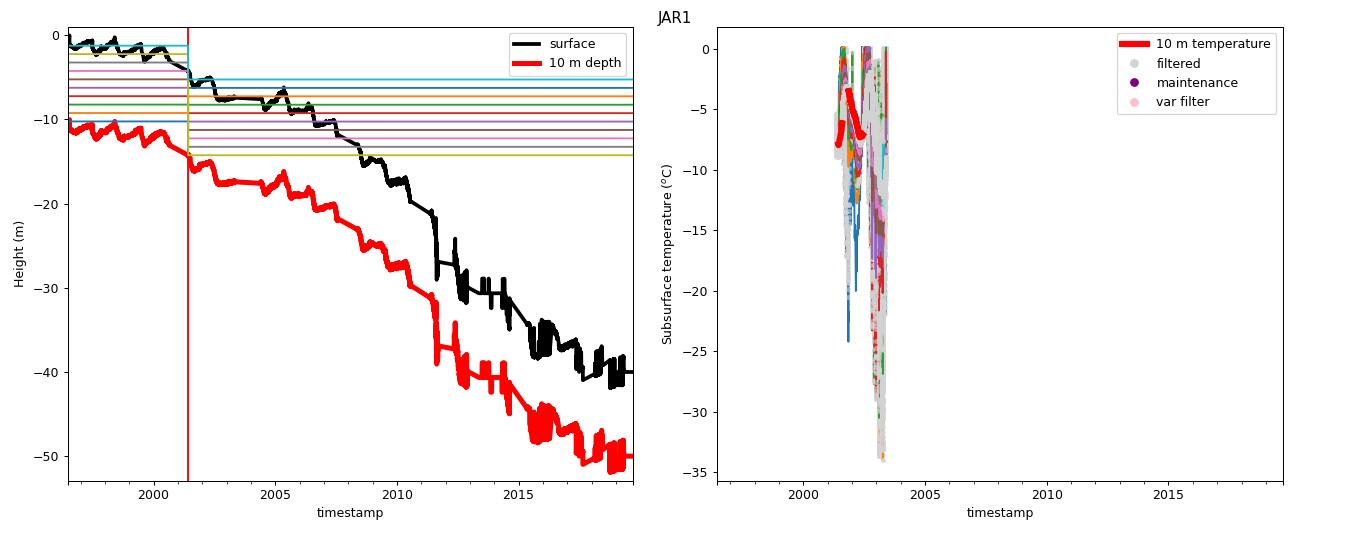 JAR1
surface
10 m depth
0
−10
−20
−30
−40
−50
Height (m)
2000
2005
2010
2015
timestamp
10 m temperature
filtered
maintenance
var filter
0
−5
−10
−15
−20
−25
−30
−35
Subsurface temperature (°C)
2000
2005
2010
2015
timestamp